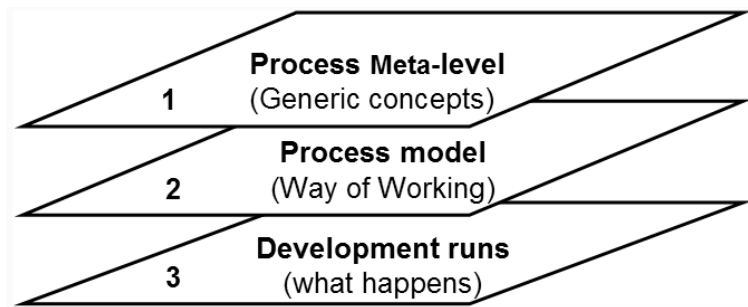 Process Meta-level
1 (Generic concepts)
Process model
2 (Way of Working)
Development runs
3 (what happens)